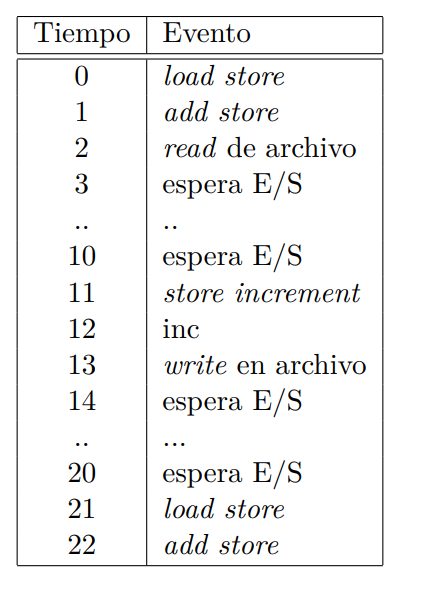 Tiempo Evento
0 load store
1 add store
2 read de archivo
3 espera E/S
.. ..
10 espera E/S
11 store increment
12 inc
13 write en archivo
14 espera E/S
.. ...
20 espera E/S
21 load store
22 add store